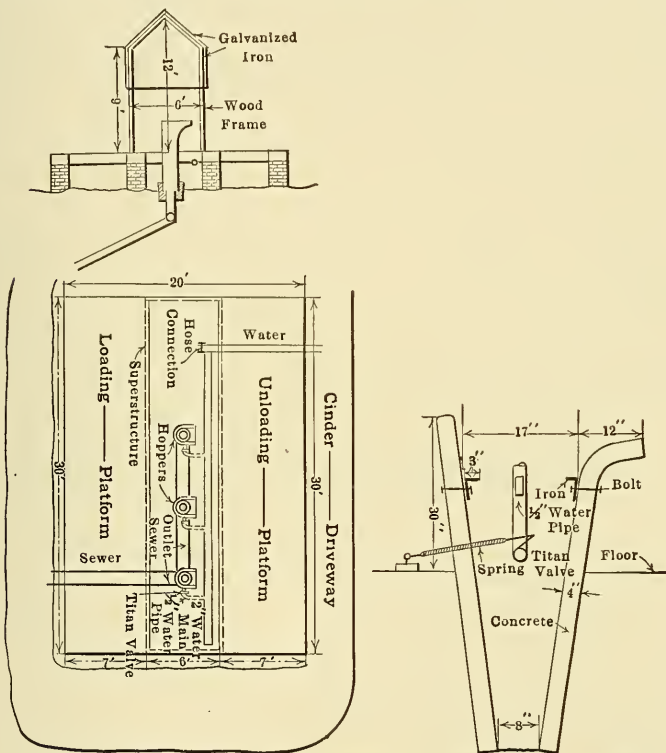 Galvanized
Iron
12'
9'
6'
Wood
Frame
20'
Hose
Connection
Water
Loading
Platform
Superstructure
Hoppers
Outlet
Sewer
Unloading
Platform
Cinder
Driveway
30'
30'
Sewer
Titan Valve
1/2" Water
Pipe
2" Water
Main
7'
6'
7'
17"
12"
3"
Iron
Bolt
1/2" Water
Pipe
30"
Titan
Valve
Floor
Spring
4"
Concrete
8"